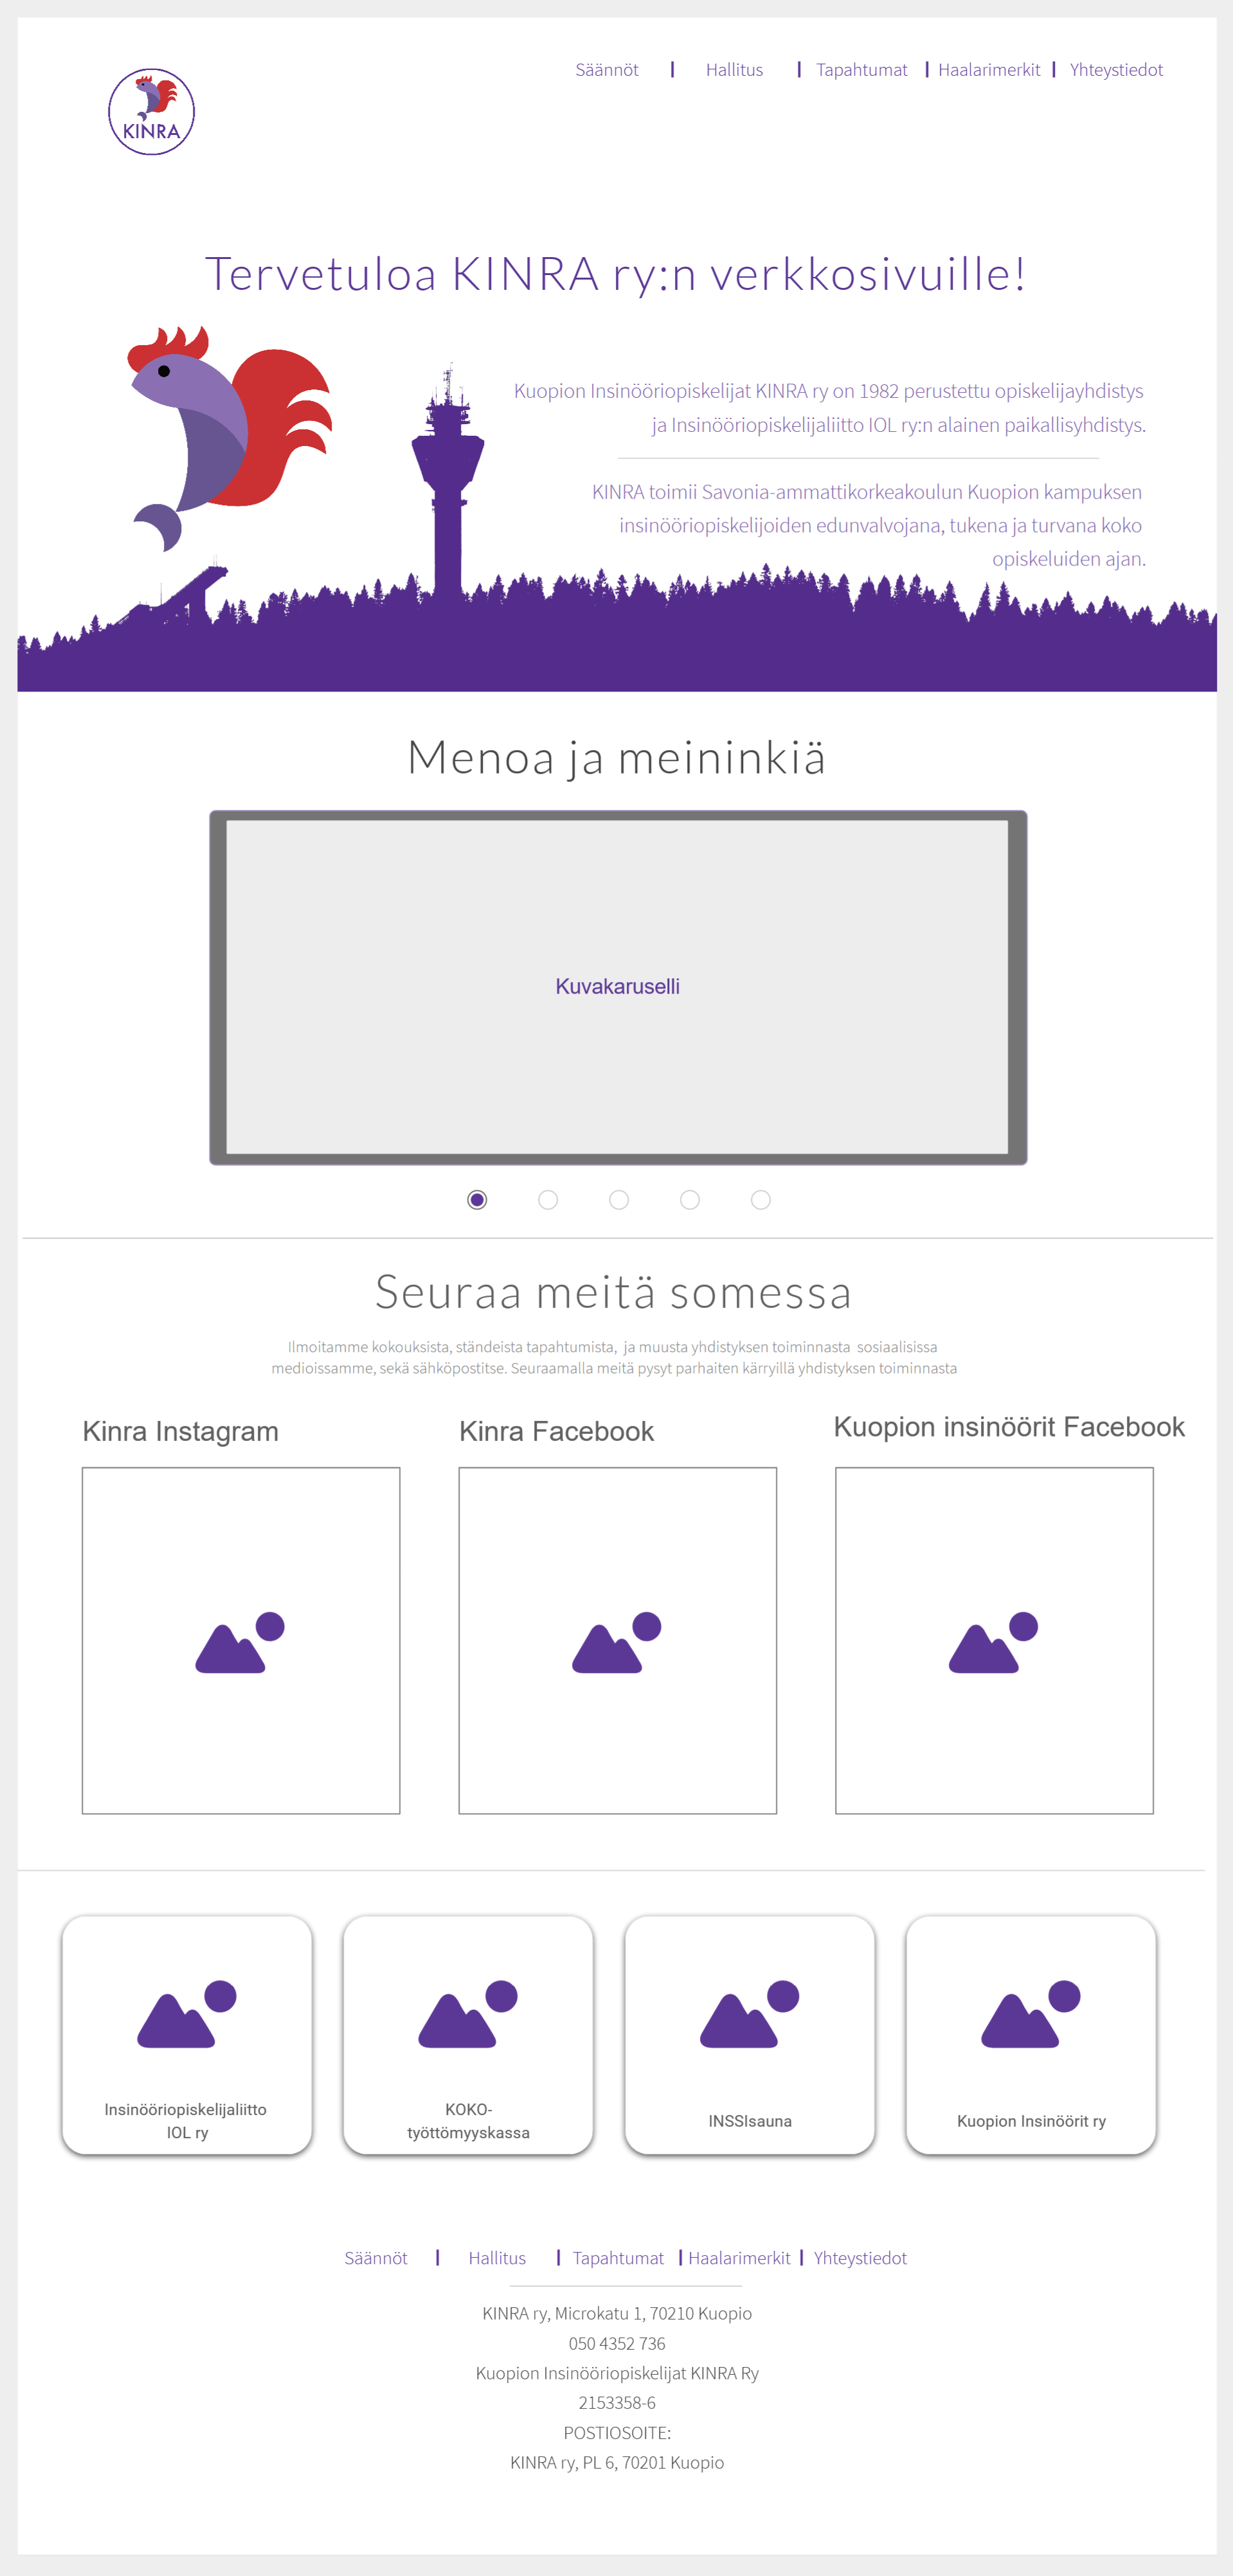 KINRA
Säännöt | Hallitus | Tapahtumat | Haalarimerkit | Yhteystiedot
Tervetuloa KINRA ry:n verkkosivuille!
Kuopion Insinööriopiskelijat KINRA ry on 1982 perustettu opiskelijayhdistys
ja Insinööriopiskelijaliitto IOL ry:n alainen paikallisyhdistys.
KINRA toimii Savonia-ammattikorkeakoulun Kuopion kampuksen
insinööriopiskelijoiden edunvalvojana, tukena ja turvana koko
opiskeluiden ajan.
Menoa ja meininkiä
Kuvakaruselli
Seuraa meitä somessa
Ilmoitamme kokouksista, ständeista tapahtumista, ja muusta yhdistyksen toiminnasta sosiaalisissa
medioissamme, sekä sähköpostitse. Seuraamalla meitä pysyt parhaiten kärryillä yhdistyksen toiminnasta
Kinra Instagram
Kinra Facebook
Kuopion insinöörit Facebook
Insinööriopiskelijaliitto
IOL ry
KOKO-
työttömyyskassa
INSSIsauna
Kuopion Insinöörit ry
Säännöt | Hallitus | Tapahtumat | Haalarimerkit | Yhteystiedot
KINRA ry, Microkatu 1, 70210 Kuopio
050 4352 736
Kuopion Insinööriopiskelijat KINRA Ry
2153358-6
POSTIOSOITE:
KINRA ry, PL 6, 70201 Kuopio